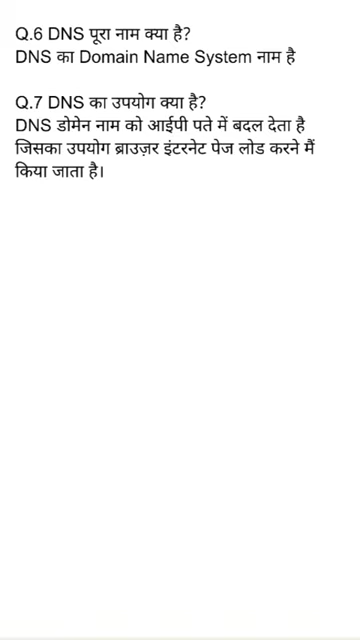 Q.6 DNS पूरा नाम क्या है?
DNS का Domain Name System नाम है
Q.7 DNS का उपयोग क्या है?
DNS डोमेन नाम को आईपी पते में बदल देता है
जिसका उपयोग ब्राउज़र इंटरनेट पेज लोड करने मैं
किया जाता है।